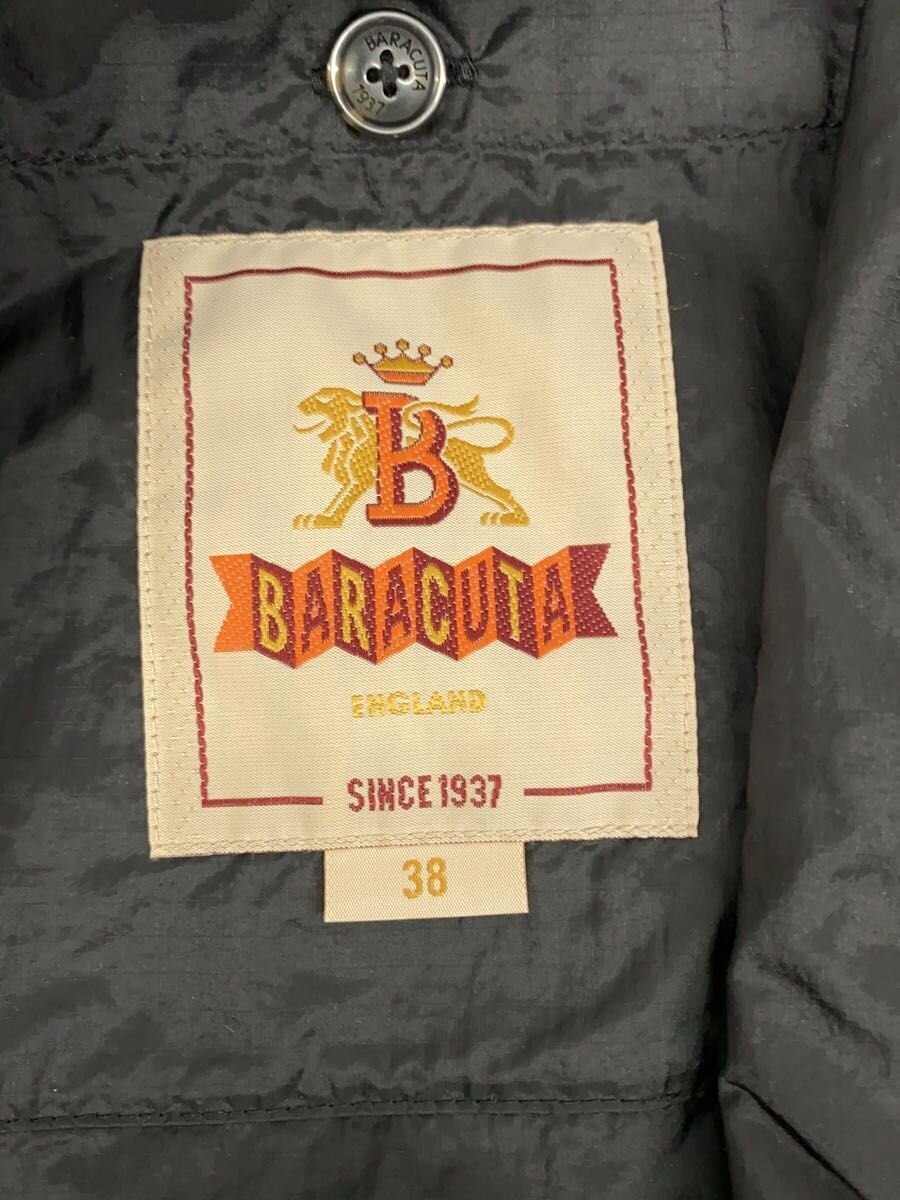 BARACUTA
1937
B
BARACUTA
ENGLAND
SINCE 1937
38